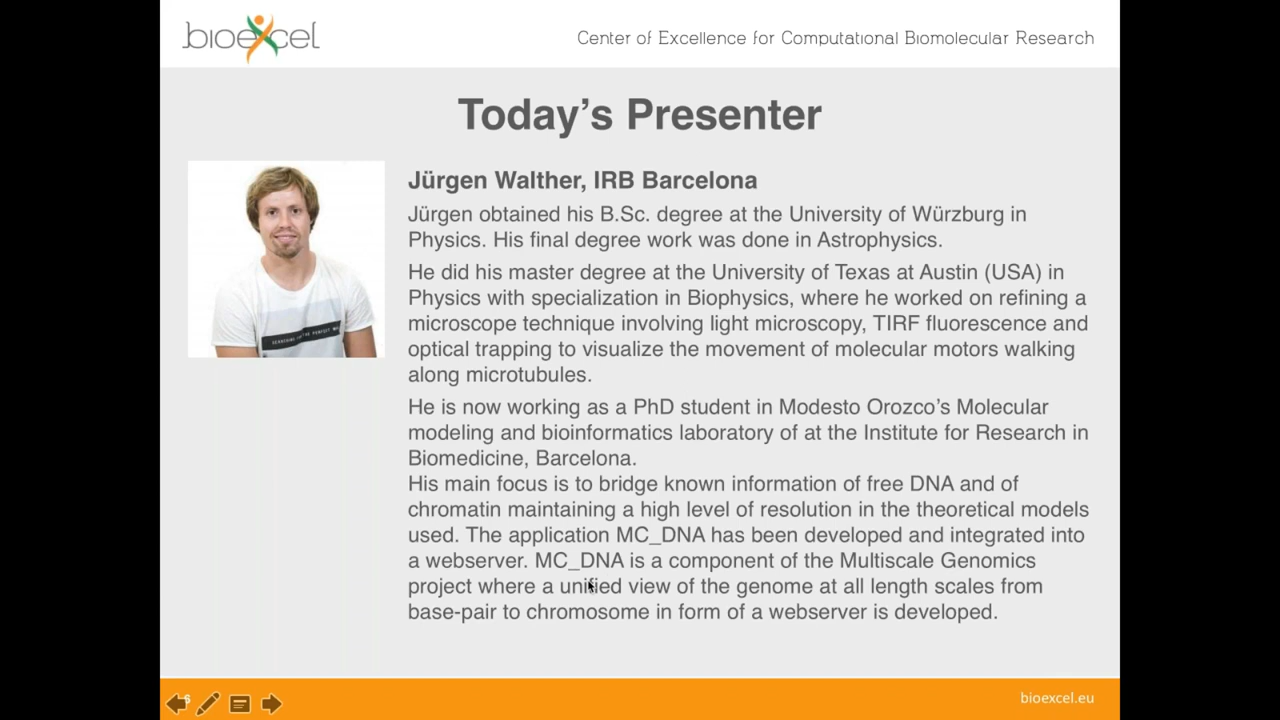 bioexcel
Center of Excellence for Computational Biomolecular Research
Today's Presenter
Jürgen Walther, IRB Barcelona
Jürgen obtained his B.Sc. degree at the University of Würzburg in
Physics. His final degree work was done in Astrophysics.
He did his master degree at the University of Texas at Austin (USA) in
Physics with specialization in Biophysics, where he worked on refining a
microscope technique involving light microscopy, TIRF fluorescence and
optical trapping to visualize the movement of molecular motors walking
along microtubules.
He is now working as a PhD student in Modesto Orozco's Molecular
modeling and bioinformatics laboratory of at the Institute for Research in
Biomedicine, Barcelona.
His main focus is to bridge known information of free DNA and of
chromatin maintaining a high level of resolution in the theoretical models
used. The application MC_DNA has been developed and integrated into
a webserver. MC_DNA is a component of the Multiscale Genomics
project where a unified view of the genome at all length scales from
base-pair to chromosome in form of a webserver is developed.
6
bioexcel.eu